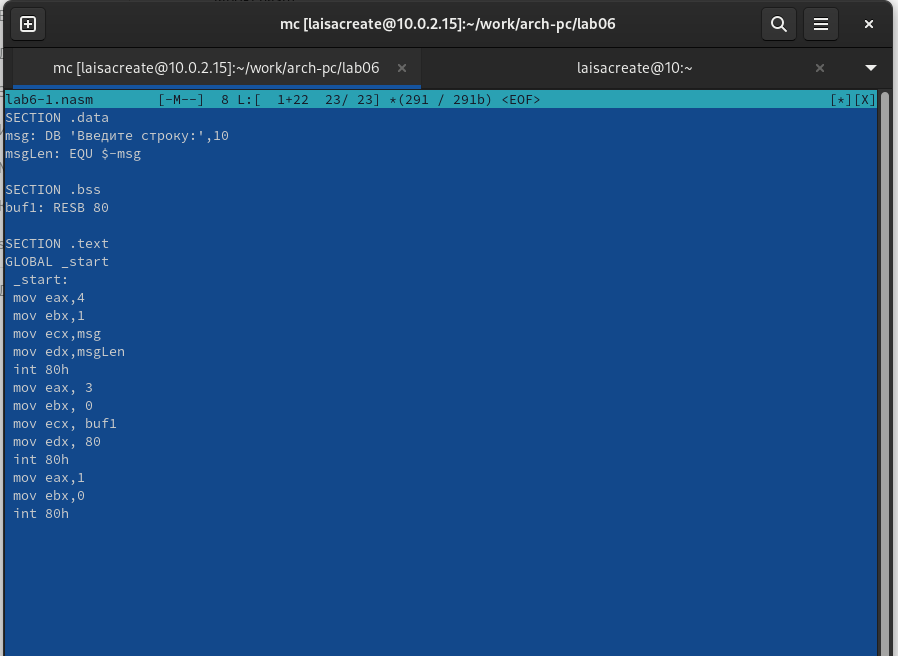 mc [laisacreate@10.0.2.15]:~/work/arch-pc/lab06
mc [laisacreate@10.0.2.15]:~/work/arch-pc/lab06 × laisacreate@10:~ ×
lab6-1.nasm [-M--] 8 L:[ 1+22 23/ 23] *(291 / 291b) <EOF> [*][X]
SECTION .data
msg: DB 'Введите строку:',10
msgLen: EQU $-msg
SECTION .bss
buf1: RESB 80
SECTION .text
GLOBAL _start
_start:
mov eax,4
mov ebx,1
mov ecx,msg
mov edx,msgLen
int 80h
mov eax, 3
mov ebx, 0
mov ecx, buf1
mov edx, 80
int 80h
mov eax,1
mov ebx,0
int 80h